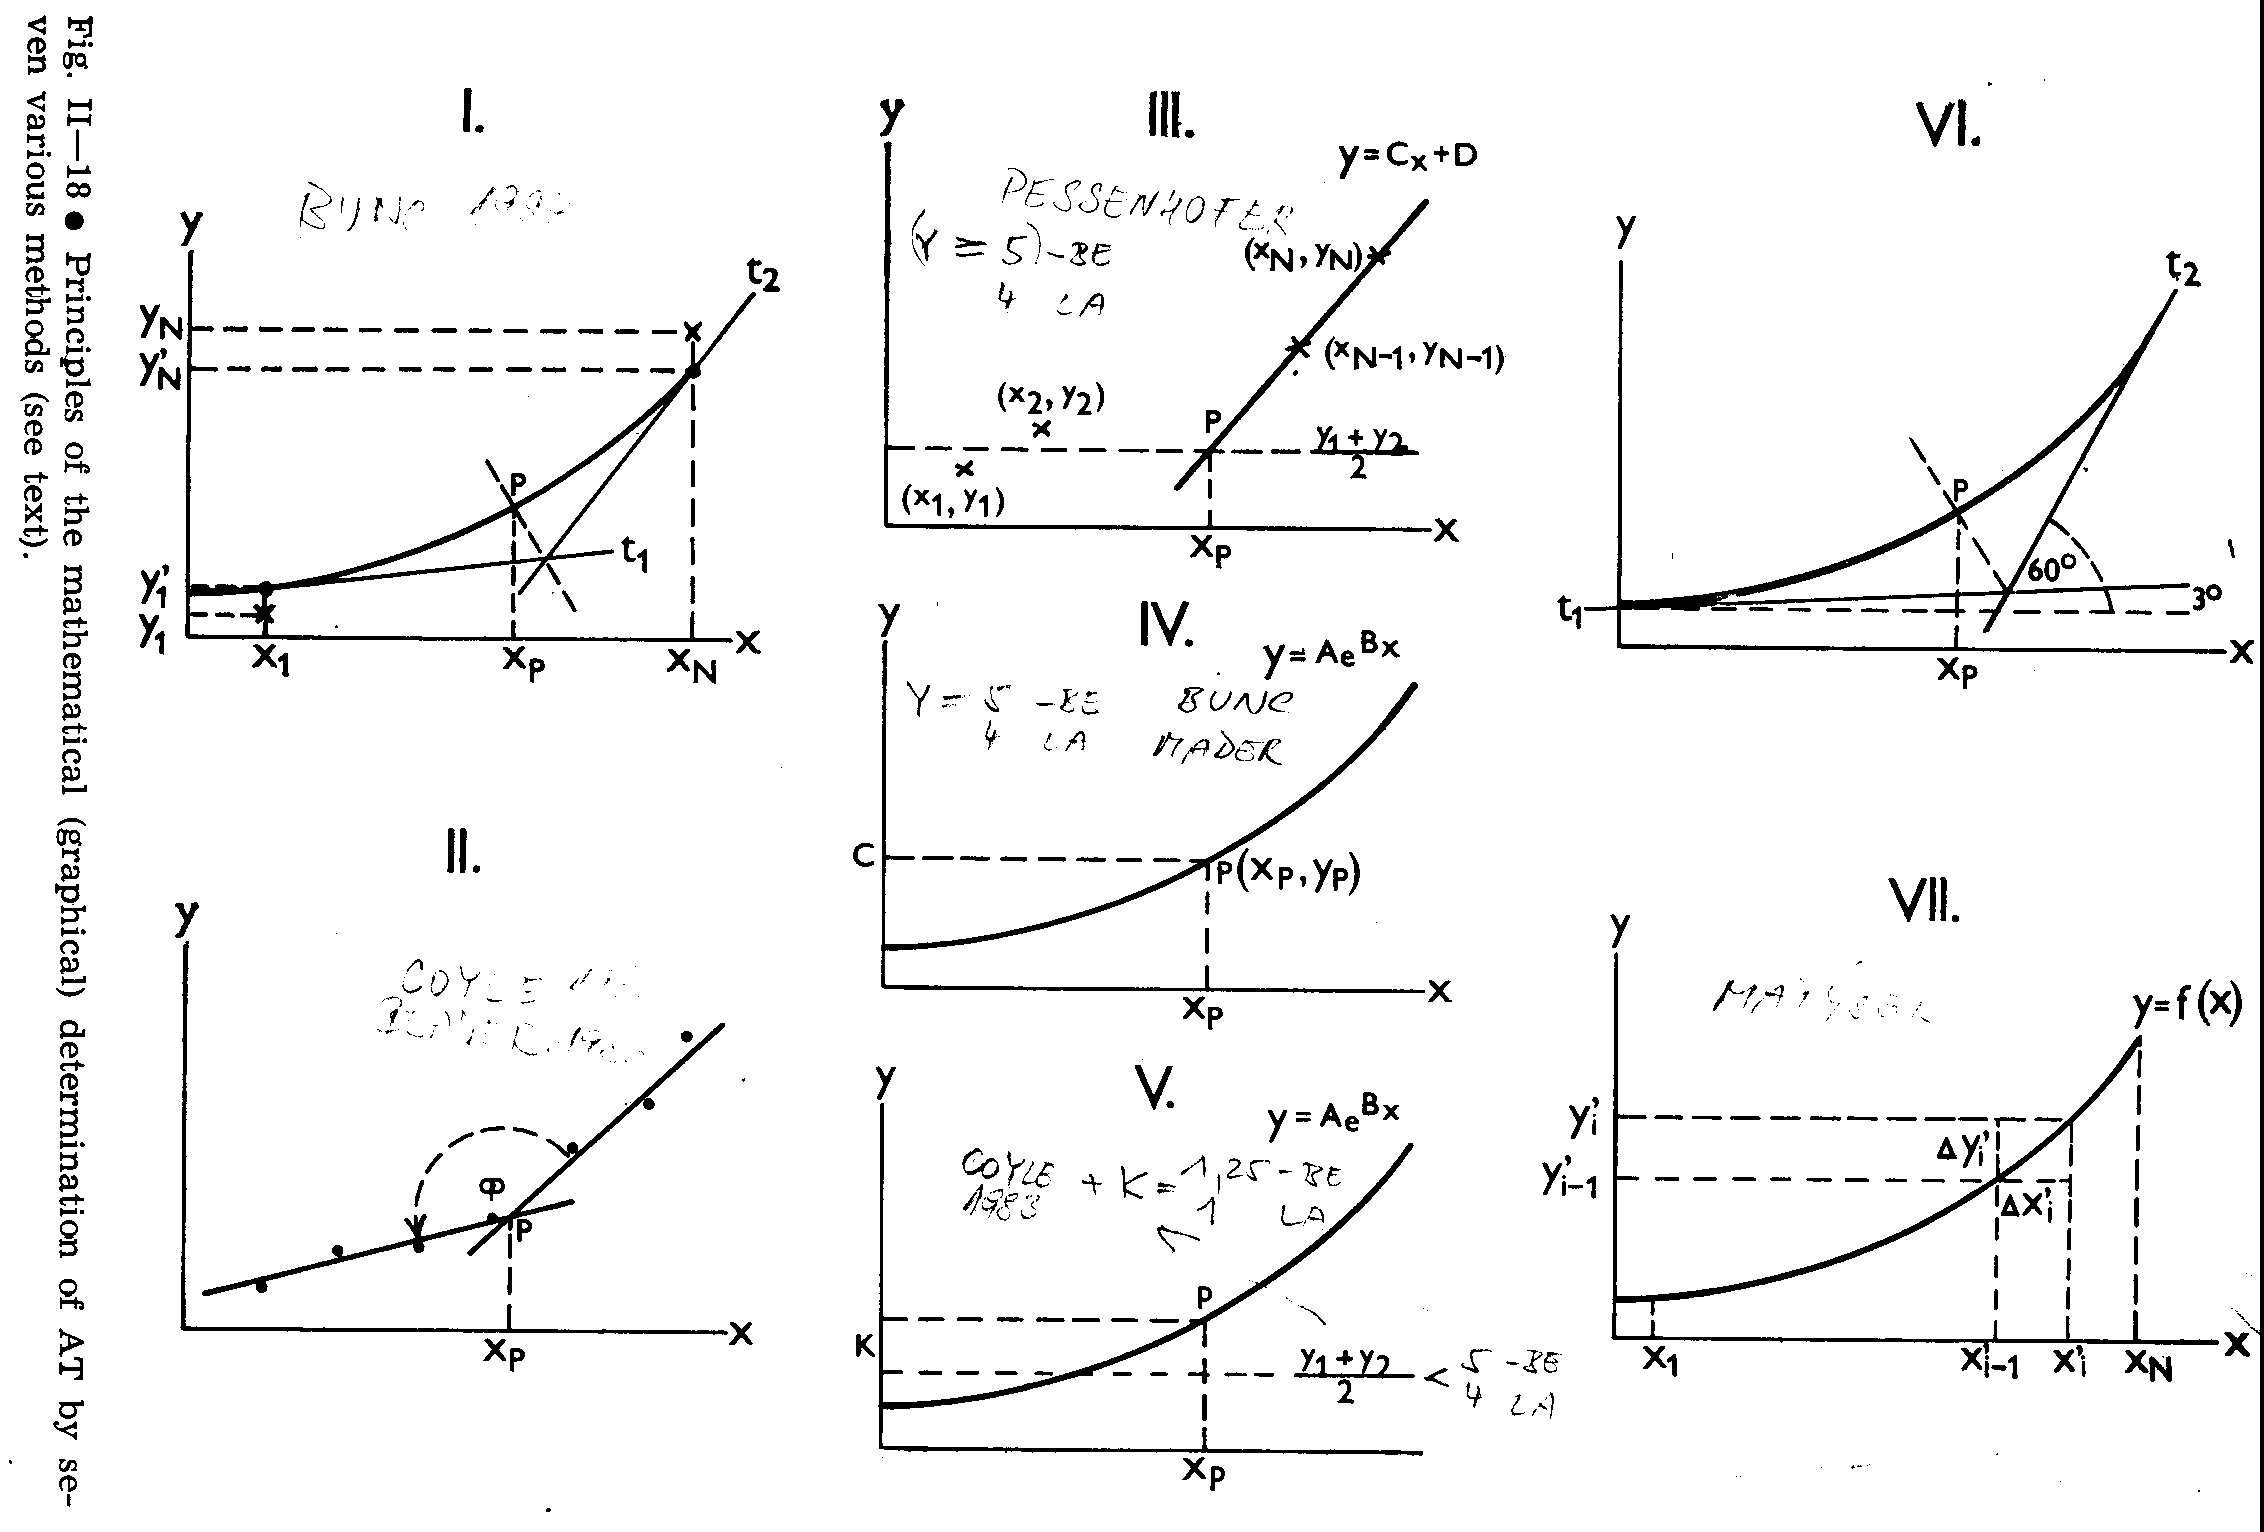 Fig. II—18 ● Principles of the mathematical (graphical) determination of AT by se-
ven various methods (see text).
I.
BUNC
y
t₂
yN
y'N
P
t₁
y'₁
y₁
x₁
xP
xN
x
II.
y
COYLE
φ
P
xP
x
III.
y
y=Cx+D
PESSENHOFER
(Y ≥ 5)-BE
4 LA
(xN, yN)
(xN-1, yN-1)
(x₂, y₂)
P
y₁+y₂
2
(x₁, y₁)
x
xP
IV.
y
y=AeBx
Y = 5 -BE BUNC
4 LA MADER
C
P(xP, yP)
x
xP
V.
y
y=AeBx
COYLE + K = 1,25 -BE
1983 1 LA
P
K
y₁+y₂
2
< 5 -BE
4 LA
xP
VI.
y
t₂
P
60°
t₁
3°
x
xP
VII.
y
y=f(x)
y'i
Δy'i
y'i-1
Δx'i
x₁
x'i-1
x'i
xN
x